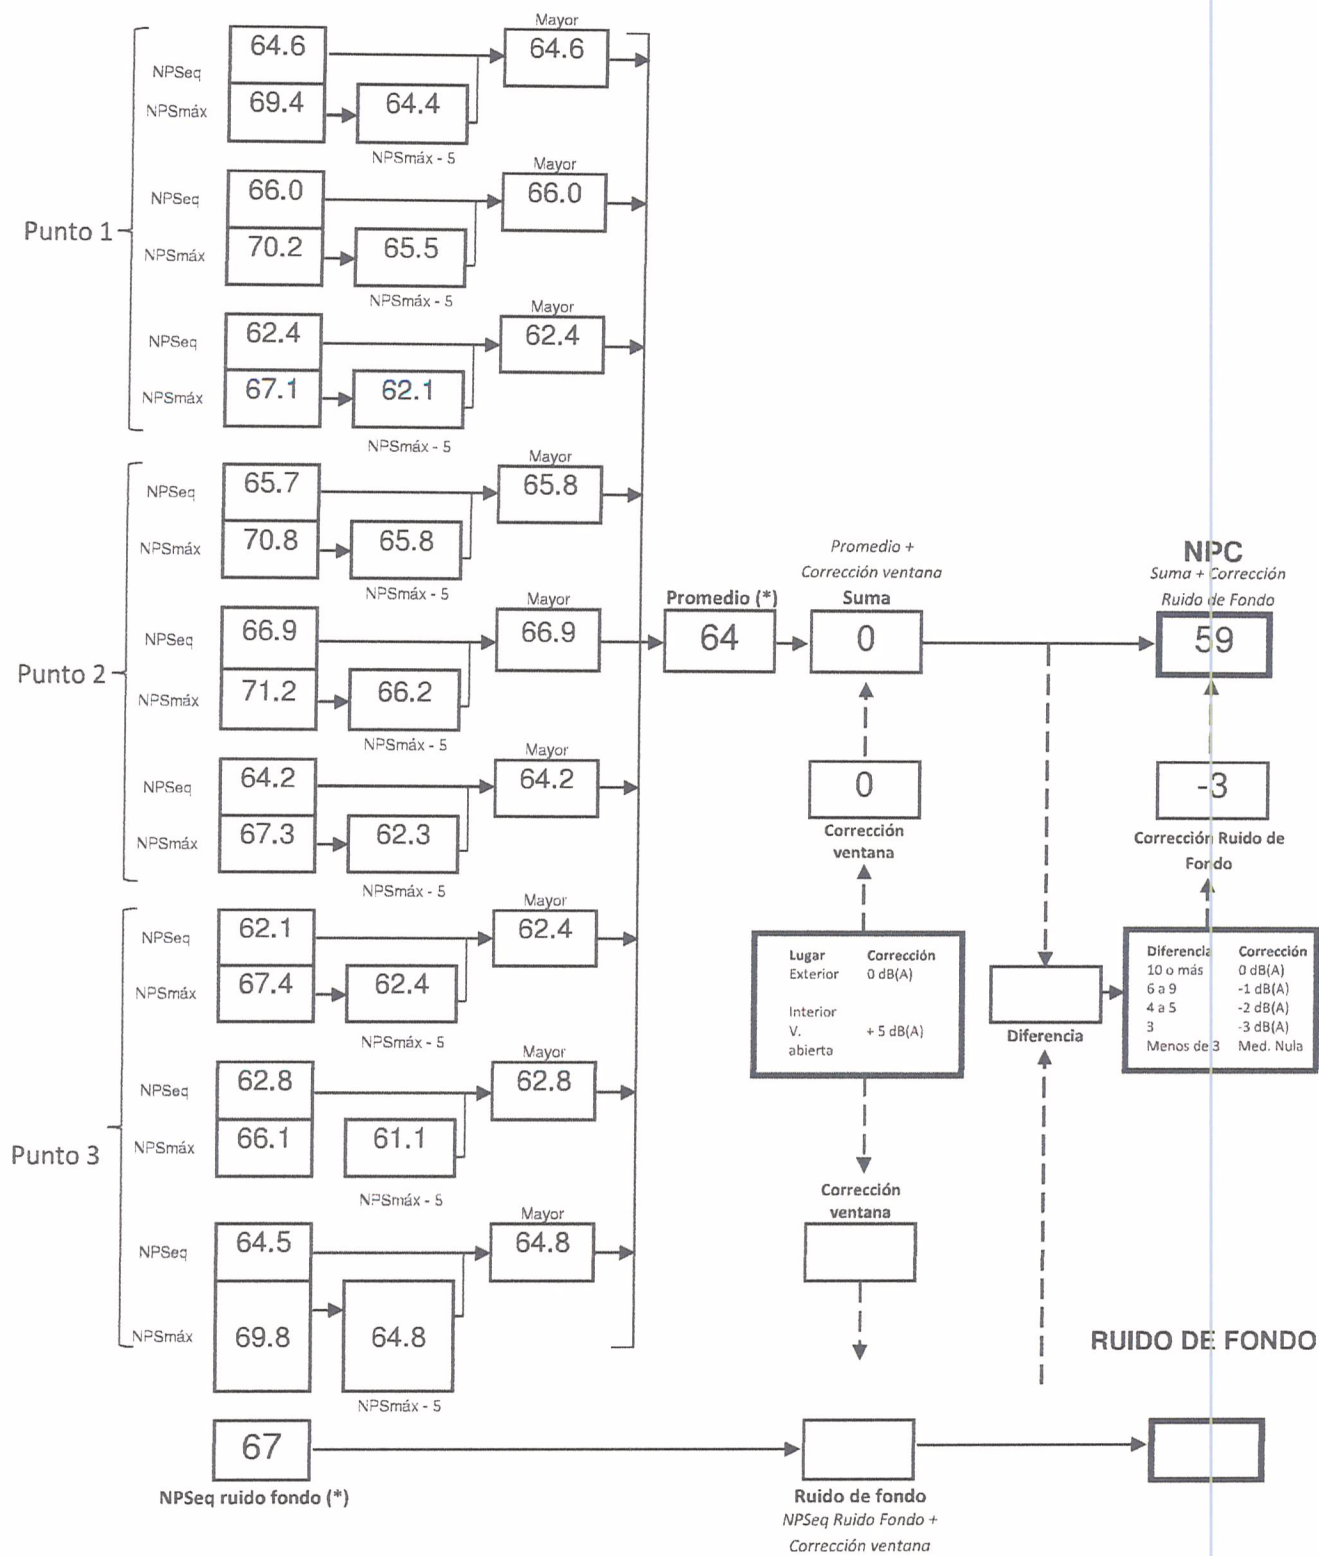 Punto 1
Mayor
NPSeq 64.6 64.6
NPSmáx 69.4 64.4
NPSmáx - 5
Mayor
NPSeq 66.0 66.0
NPSmáx 70.2 65.5
NPSmáx - 5
Mayor
NPSeq 62.4 62.4
NPSmáx 67.1 62.1
NPSmáx - 5
Punto 2
Mayor
NPSeq 65.7 65.8
NPSmáx 70.8 65.8
NPSmáx - 5
Mayor
NPSeq 66.9 66.9
NPSmáx 71.2 66.2
NPSmáx - 5
Mayor
NPSeq 64.2 64.2
NPSmáx 67.3 62.3
NPSmáx - 5
Punto 3
Mayor
NPSeq 62.1 62.4
NPSmáx 67.4 62.4
NPSmáx - 5
Mayor
NPSeq 62.8 62.8
NPSmáx 66.1 61.1
NPSmáx - 5
Mayor
NPSeq 64.5 64.8
NPSmáx 69.8 64.8
NPSmáx - 5
67
NPSeq ruido fondo (*)
Promedio (*)
64
Promedio +
Corrección ventana
Suma
0
0
Corrección
ventana
Lugar Corrección
Exterior 0 dB(A)
Interior
V. + 5 dB(A)
abierta
Corrección
ventana
Ruido de fondo
NPSeq Ruido Fondo +
Corrección ventana
Diferencia
NPC
Suma + Corrección
Ruido de Fondo
59
-3
Corrección Ruido de
Fondo
Diferencia Corrección
10 o más 0 dB(A)
6 a 9 -1 dB(A)
4 a 5 -2 dB(A)
3 -3 dB(A)
Menos de 3 Med. Nula
RUIDO DE FONDO